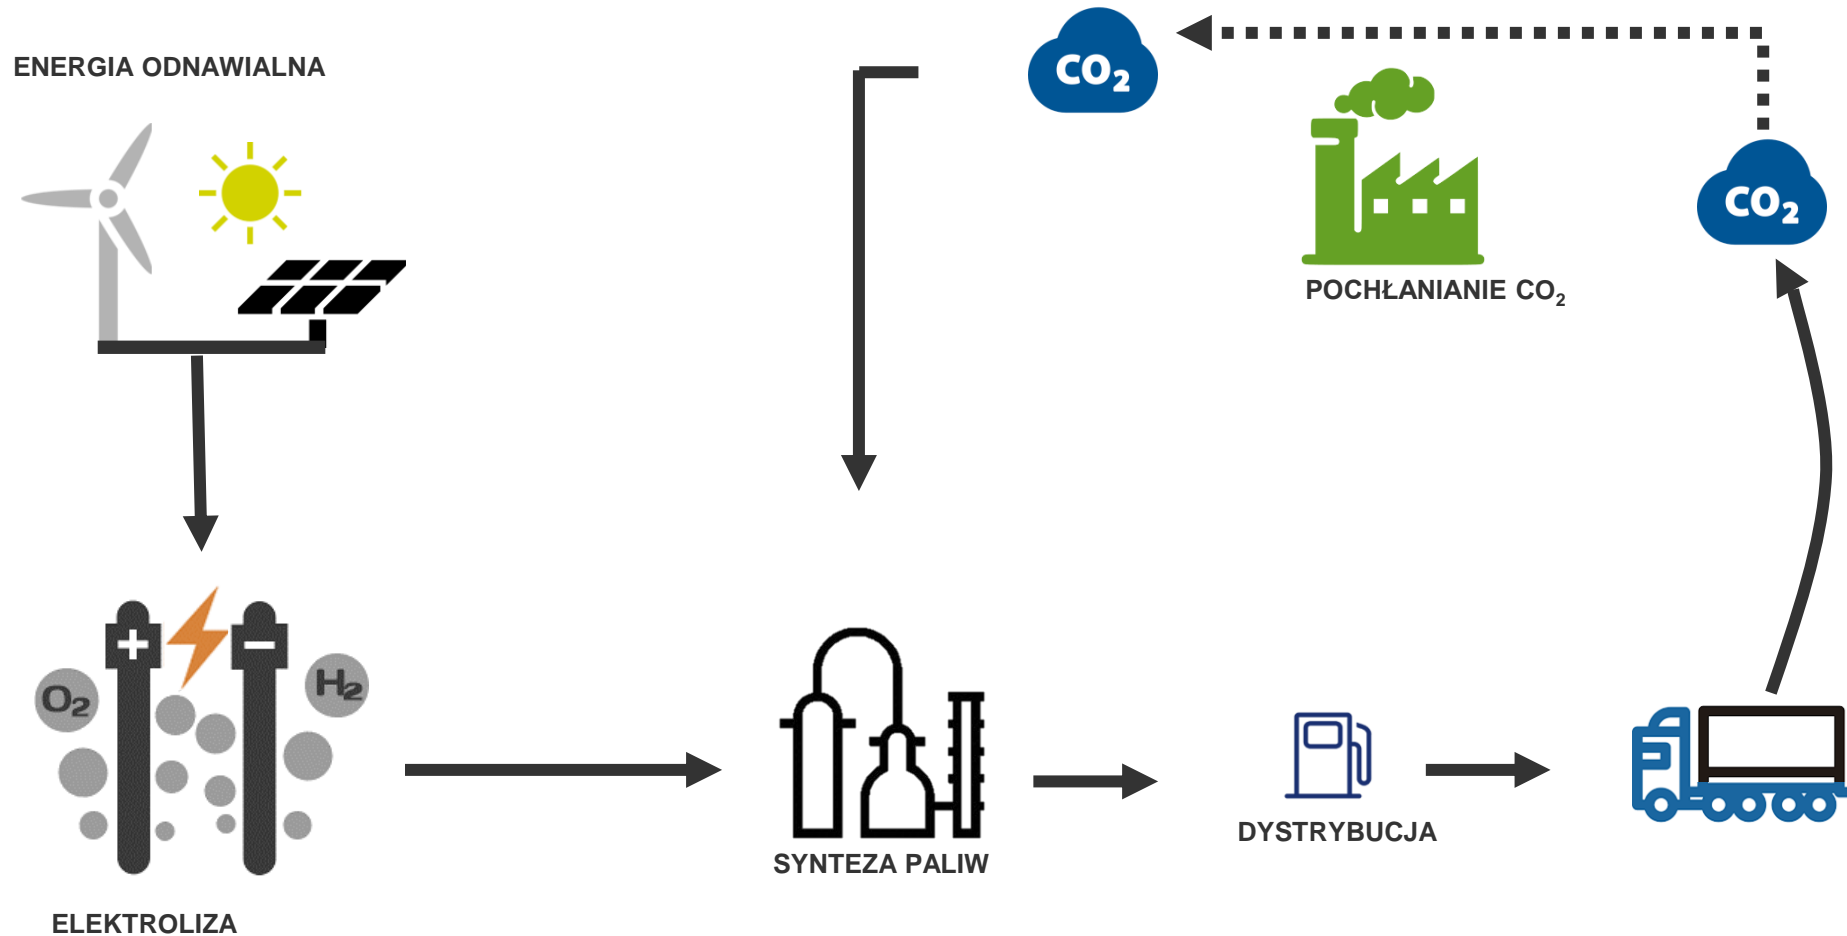 ENERGIA ODNAWIALNA
CO₂
CO₂
POCHŁANIANIE CO₂
+
−
O₂
H₂
DYSTRYBUCJA
SYNTEZA PALIW
ELEKTROLIZA